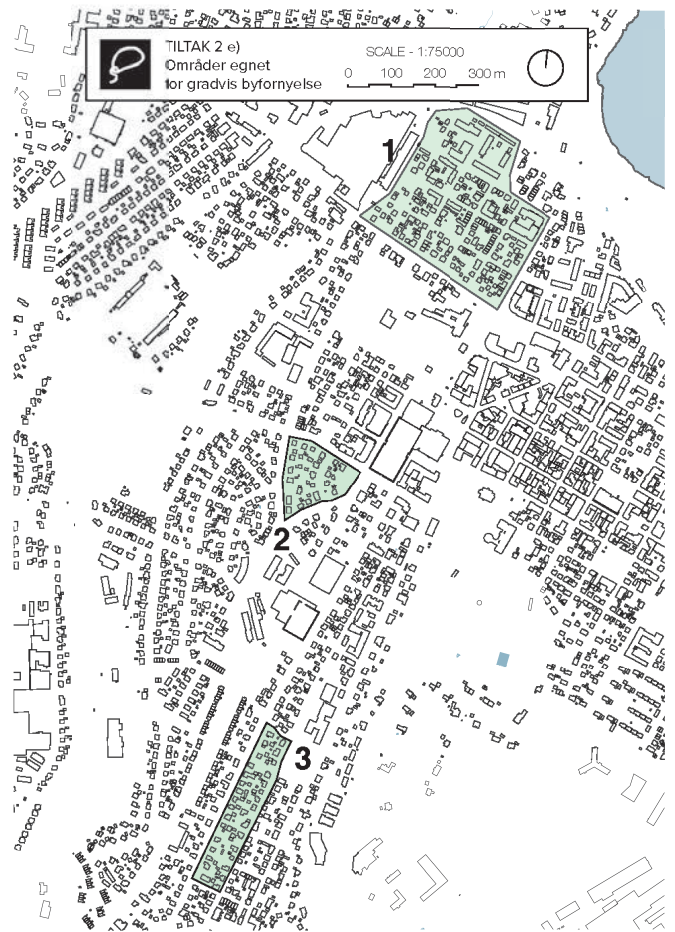 TILTAK 2 e)
Områder egnet
for gradvis byfornyelse
SCALE - 1:75000
0 100 200 300 m
1
2
3